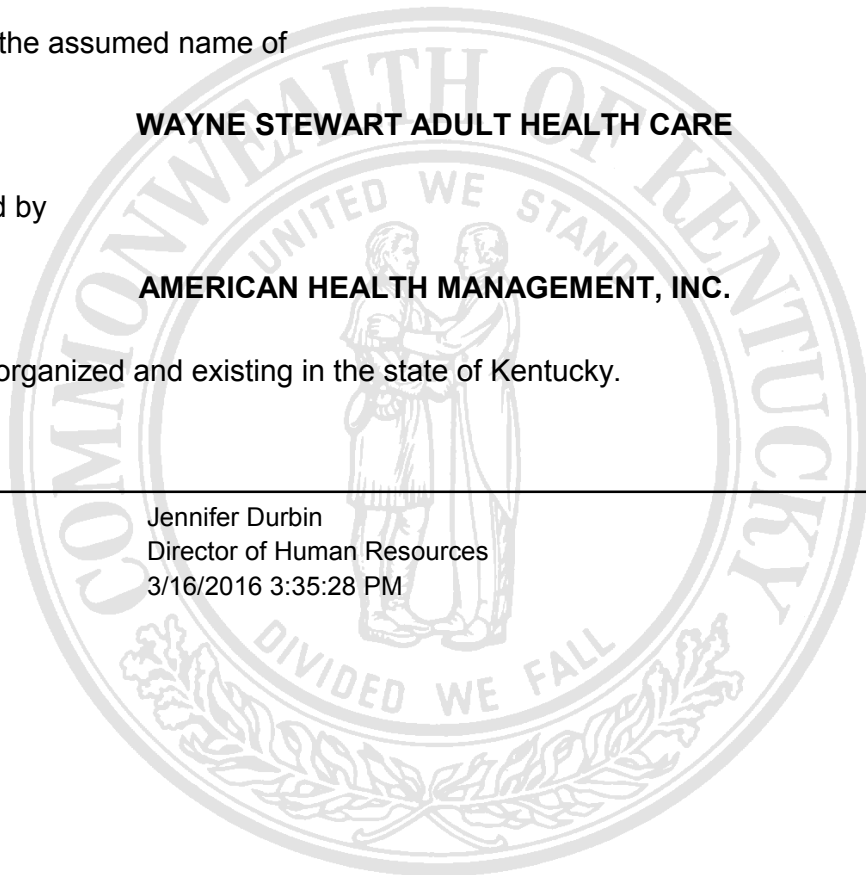 the assumed name of
WAYNE STEWART ADULT HEALTH CARE
d by
AMERICAN HEALTH MANAGEMENT, INC.
organized and existing in the state of Kentucky.
Jennifer Durbin
Director of Human Resources
3/16/2016 3:35:28 PM
COMMONWEALTH OF KENTUCKY
UNITED WE STAND
DIVIDED WE FALL